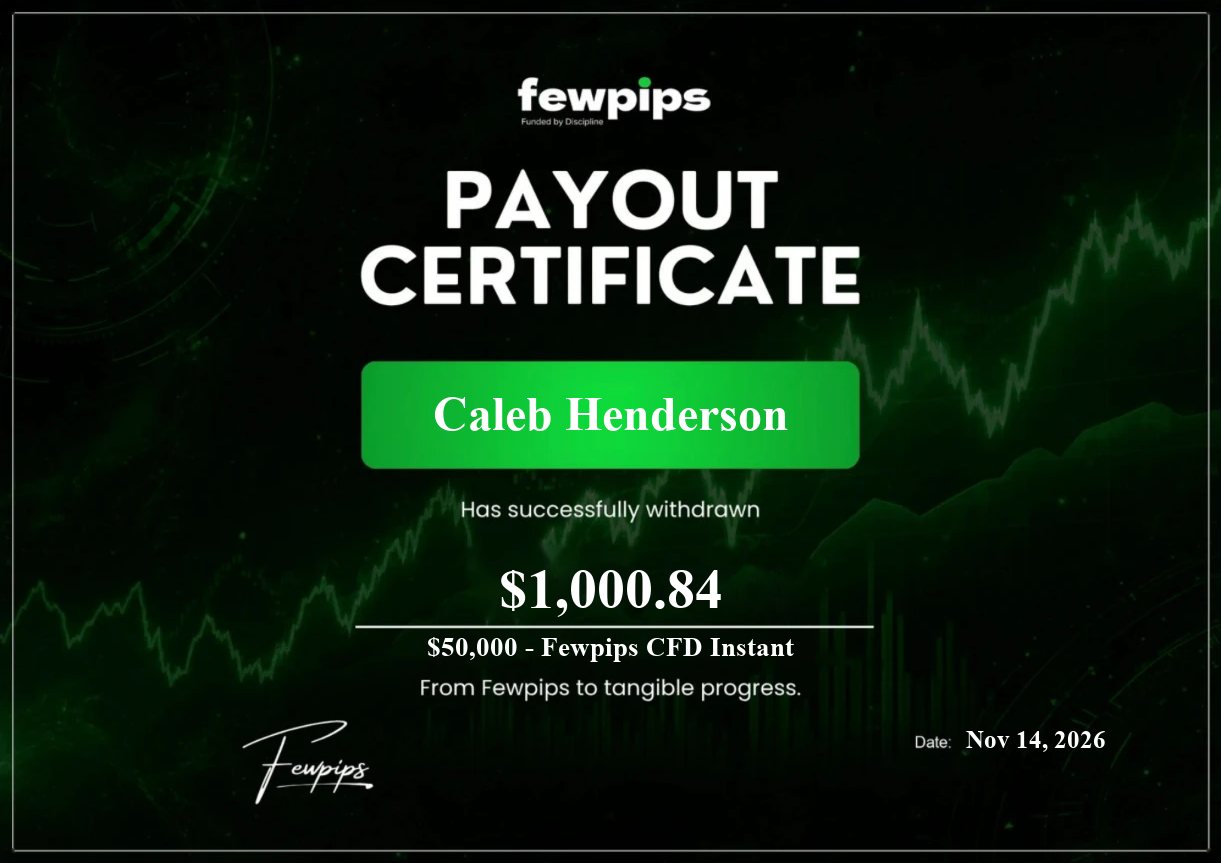 fewpips
Funded by Discipline
PAYOUT
CERTIFICATE
Caleb Henderson
Has successfully withdrawn
$1,000.84
$50,000 - Fewpips CFD Instant
From Fewpips to tangible progress.
Fewpips
Date: Nov 14, 2026